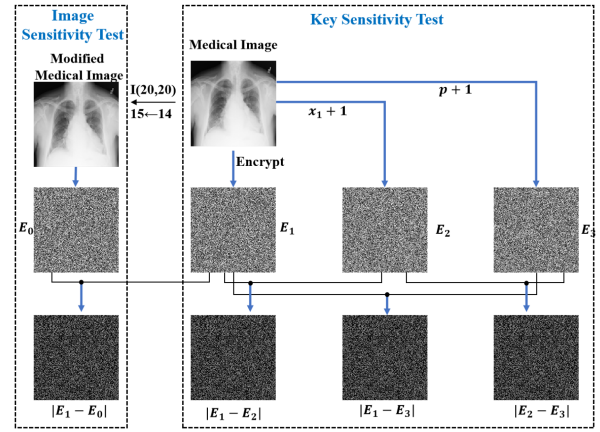 Image
Sensitivity Test
Key Sensitivity Test
Modified
Medical Image
Medical Image
I(20,20)
15←14
x₁ + 1
p + 1
Encrypt
E₀
E₁
E₂
E₃
|E₁ − E₀|
|E₁ − E₂|
|E₁ − E₃|
|E₂ − E₃|